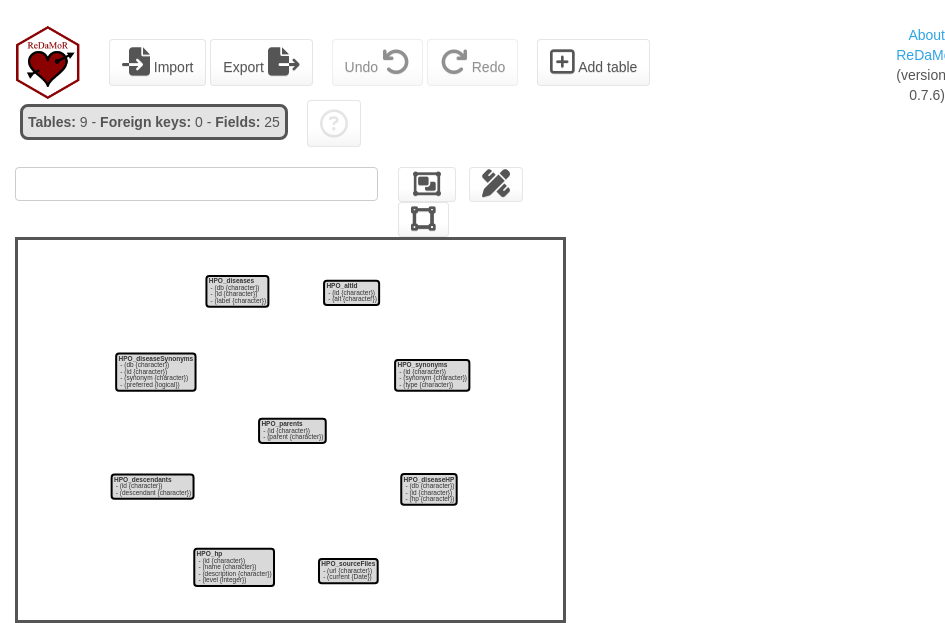 ReDaMoR
Import
Export
Undo
Redo
Add table
About
ReDaMo
(version
0.7.6)
Tables: 9 - Foreign keys: 0 - Fields: 25
HPO_diseases
- (db {character})
- (id {character})
- (label {character})
HPO_altId
- (id {character})
- (alt {character})
HPO_diseaseSynonyms
- (db {character})
- (id {character})
- (synonym {character})
- (preferred {logical})
HPO_synonyms
- (id {character})
- (synonym {character})
- (type {character})
HPO_parents
- (id {character})
- (parent {character})
HPO_descendants
- (id {character})
- (descendant {character})
HPO_diseaseHP
- (db {character})
- (id {character})
- (hp {character})
HPO_hp
- (id {character})
- (name {character})
- (description {character})
- (level {integer})
HPO_sourceFiles
- (url {character})
- (current {Date})